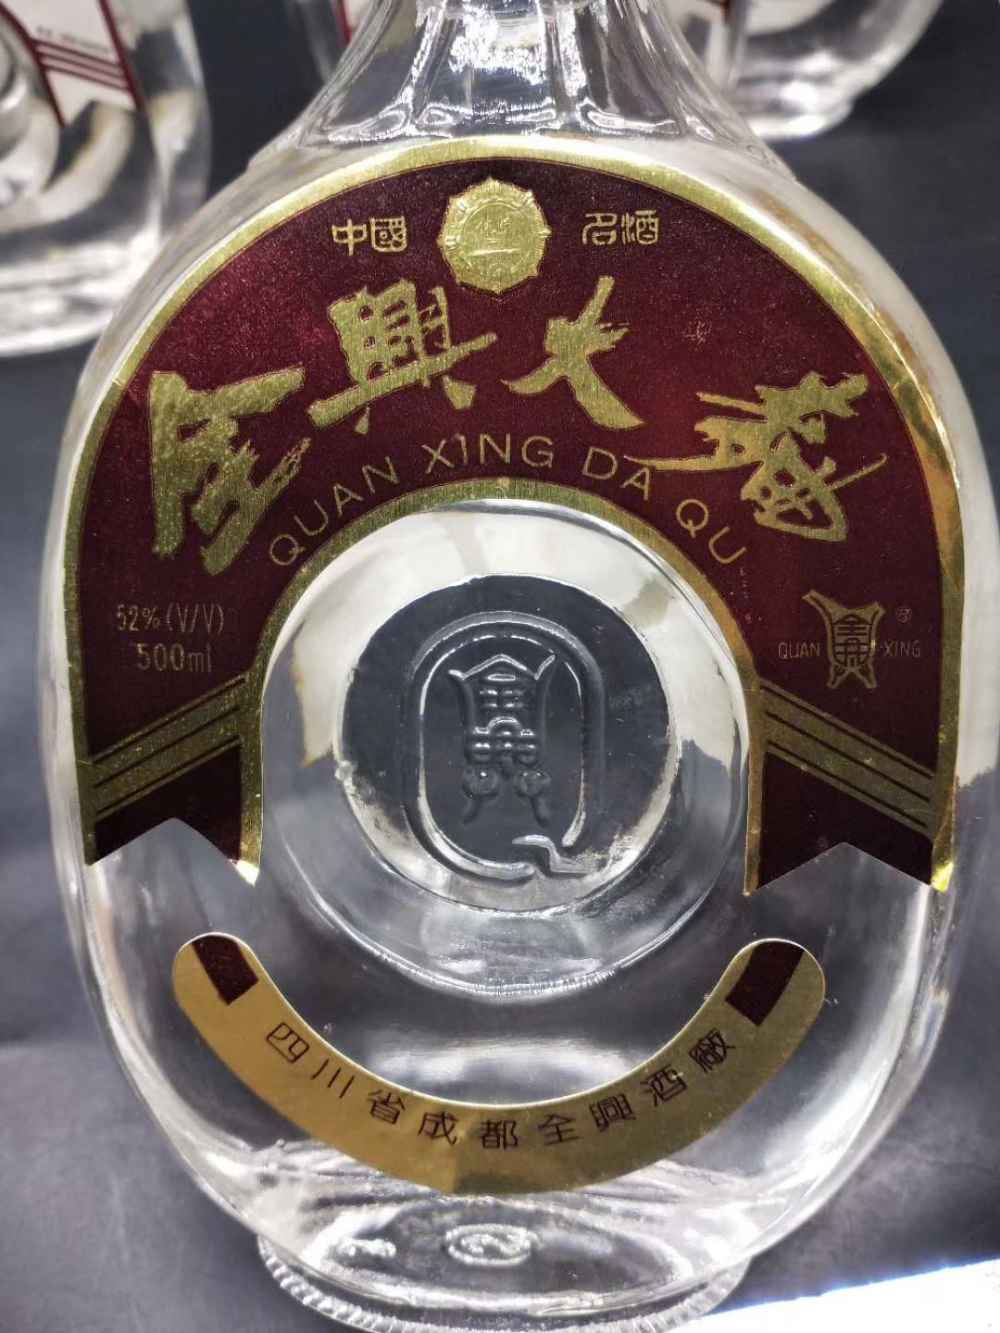 中國 名酒
全興大麯
QUAN XING DA QU
52%(V/V)
500ml
QUAN XING
四川省成都全興酒廠